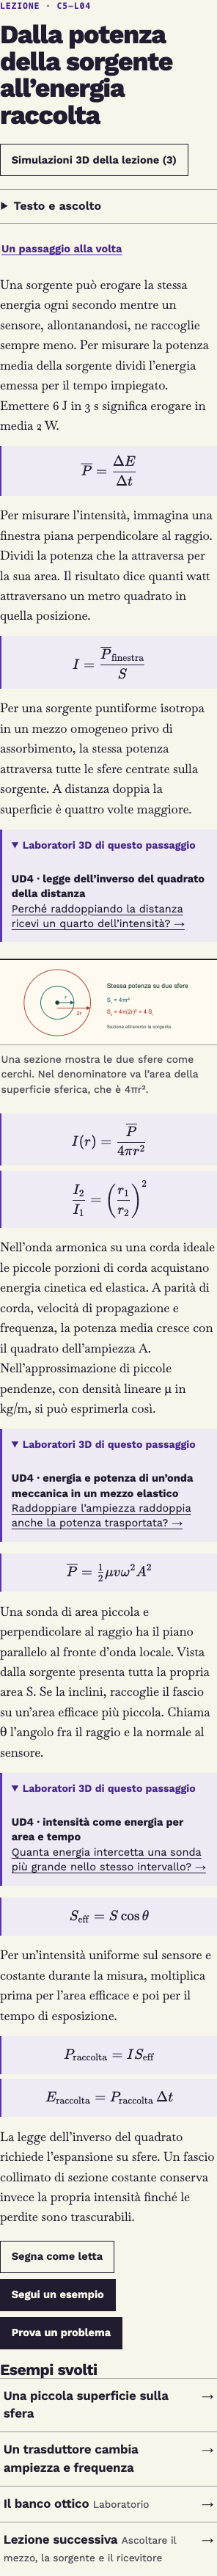 LEZIONE · C5-L04
Dalla potenza
della sorgente
all'energia
raccolta
Simulazioni 3D della lezione (3)
▶ Testo e ascolto
Un passaggio alla volta
Una sorgente può erogare la stessa
energia ogni secondo mentre un
sensore, allontanandosi, ne raccoglie
sempre meno. Per misurare la potenza
media della sorgente dividi l'energia
emessa per il tempo impiegato.
Emettere 6 J in 3 s significa erogare in
media 2 W.
P̅ = ΔE / Δt
Per misurare l'intensità, immagina una
finestra piana perpendicolare al raggio.
Dividi la potenza che la attraversa per
la sua area. Il risultato dice quanti watt
attraversano un metro quadrato in
quella posizione.
I = P̅finestra / S
Per una sorgente puntiforme isotropa
in un mezzo omogeneo privo di
assorbimento, la stessa potenza
attraversa tutte le sfere centrate sulla
sorgente. A distanza doppia la
superficie è quattro volte maggiore.
▼ Laboratori 3D di questo passaggio
UD4 · legge dell'inverso del quadrato
della distanza
Perché raddoppiando la distanza
ricevi un quarto dell'intensità? →
r
2r
Stessa potenza su due sfere
S₁ = 4πr²
S₂ = 4π(2r)² = 4 S₁
Sezione attraverso la sorgente
Una sezione mostra le due sfere come
cerchi. Nel denominatore va l'area della
superficie sferica, che è 4πr².
I(r) = P̅ / 4πr²
I₂ / I₁ = (r₁ / r₂)²
Nell'onda armonica su una corda ideale
le piccole porzioni di corda acquistano
energia cinetica ed elastica. A parità di
corda, velocità di propagazione e
frequenza, la potenza media cresce con
il quadrato dell'ampiezza A.
Nell'approssimazione di piccole
pendenze, con densità lineare μ in
kg/m, si può esprimerla così.
▼ Laboratori 3D di questo passaggio
UD4 · energia e potenza di un'onda
meccanica in un mezzo elastico
Raddoppiare l'ampiezza raddoppia
anche la potenza trasportata? →
P̅ = ½μvω²A²
Una sonda di area piccola e
perpendicolare al raggio ha il piano
parallelo al fronte d'onda locale. Vista
dalla sorgente presenta tutta la propria
area S. Se la inclini, raccoglie il fascio
su un'area efficace più piccola. Chiama
θ l'angolo fra il raggio e la normale al
sensore.
▼ Laboratori 3D di questo passaggio
UD4 · intensità come energia per
area e tempo
Quanta energia intercetta una sonda
più grande nello stesso intervallo? →
Seff = S cos θ
Per un'intensità uniforme sul sensore e
costante durante la misura, moltiplica
prima per l'area efficace e poi per il
tempo di esposizione.
Praccolta = ISeff
Eraccolta = Praccolta Δt
La legge dell'inverso del quadrato
richiede l'espansione su sfere. Un fascio
collimato di sezione costante conserva
invece la propria intensità finché le
perdite sono trascurabili.
Segna come letta
Segui un esempio
Prova un problema
Esempi svolti
Una piccola superficie sulla
sfera →
Un trasduttore cambia
ampiezza e frequenza →
Il banco ottico Laboratorio →
Lezione successiva Ascoltare il
mezzo, la sorgente e il ricevitore →